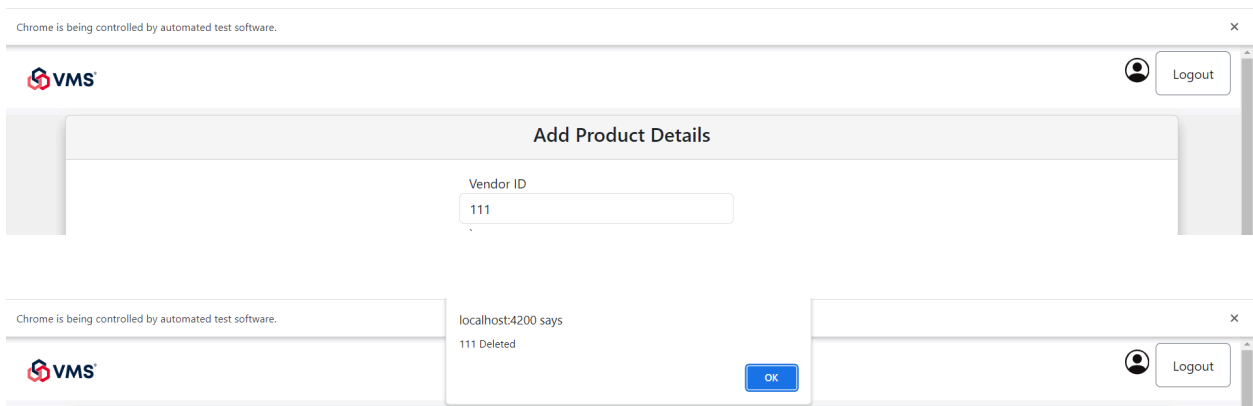 Chrome is being controlled by automated test software.
VMS
Logout
Add Product Details
Vendor ID
111
`
Chrome is being controlled by automated test software.
localhost:4200 says
111 Deleted
OK
VMS
Logout